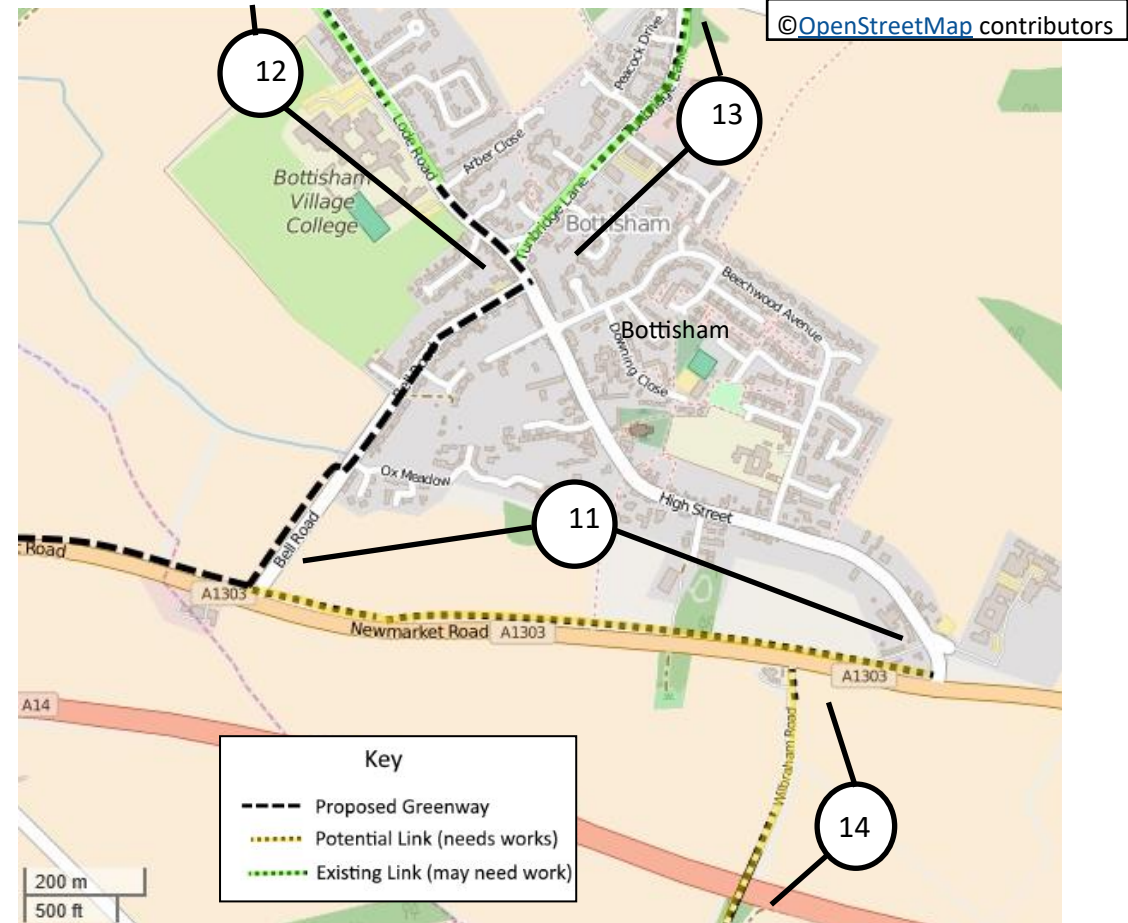 ©OpenStreetMap contributors
12
13
Peacock Drive
Lode Road
Arber Close
Tunbridge Lane
Bottisham
Village
College
Tunbridge Lane
Bottisham
Beechwood Avenue
Bottisham
Downing Close
Ox Meadow
11
High Street
Bell Road
Road
A1303
Newmarket Road
A1303
A1303
A14
Wilbraham Road
14
Key
Proposed Greenway
Potential Link (needs works)
Existing Link (may need work)
200 m
500 ft